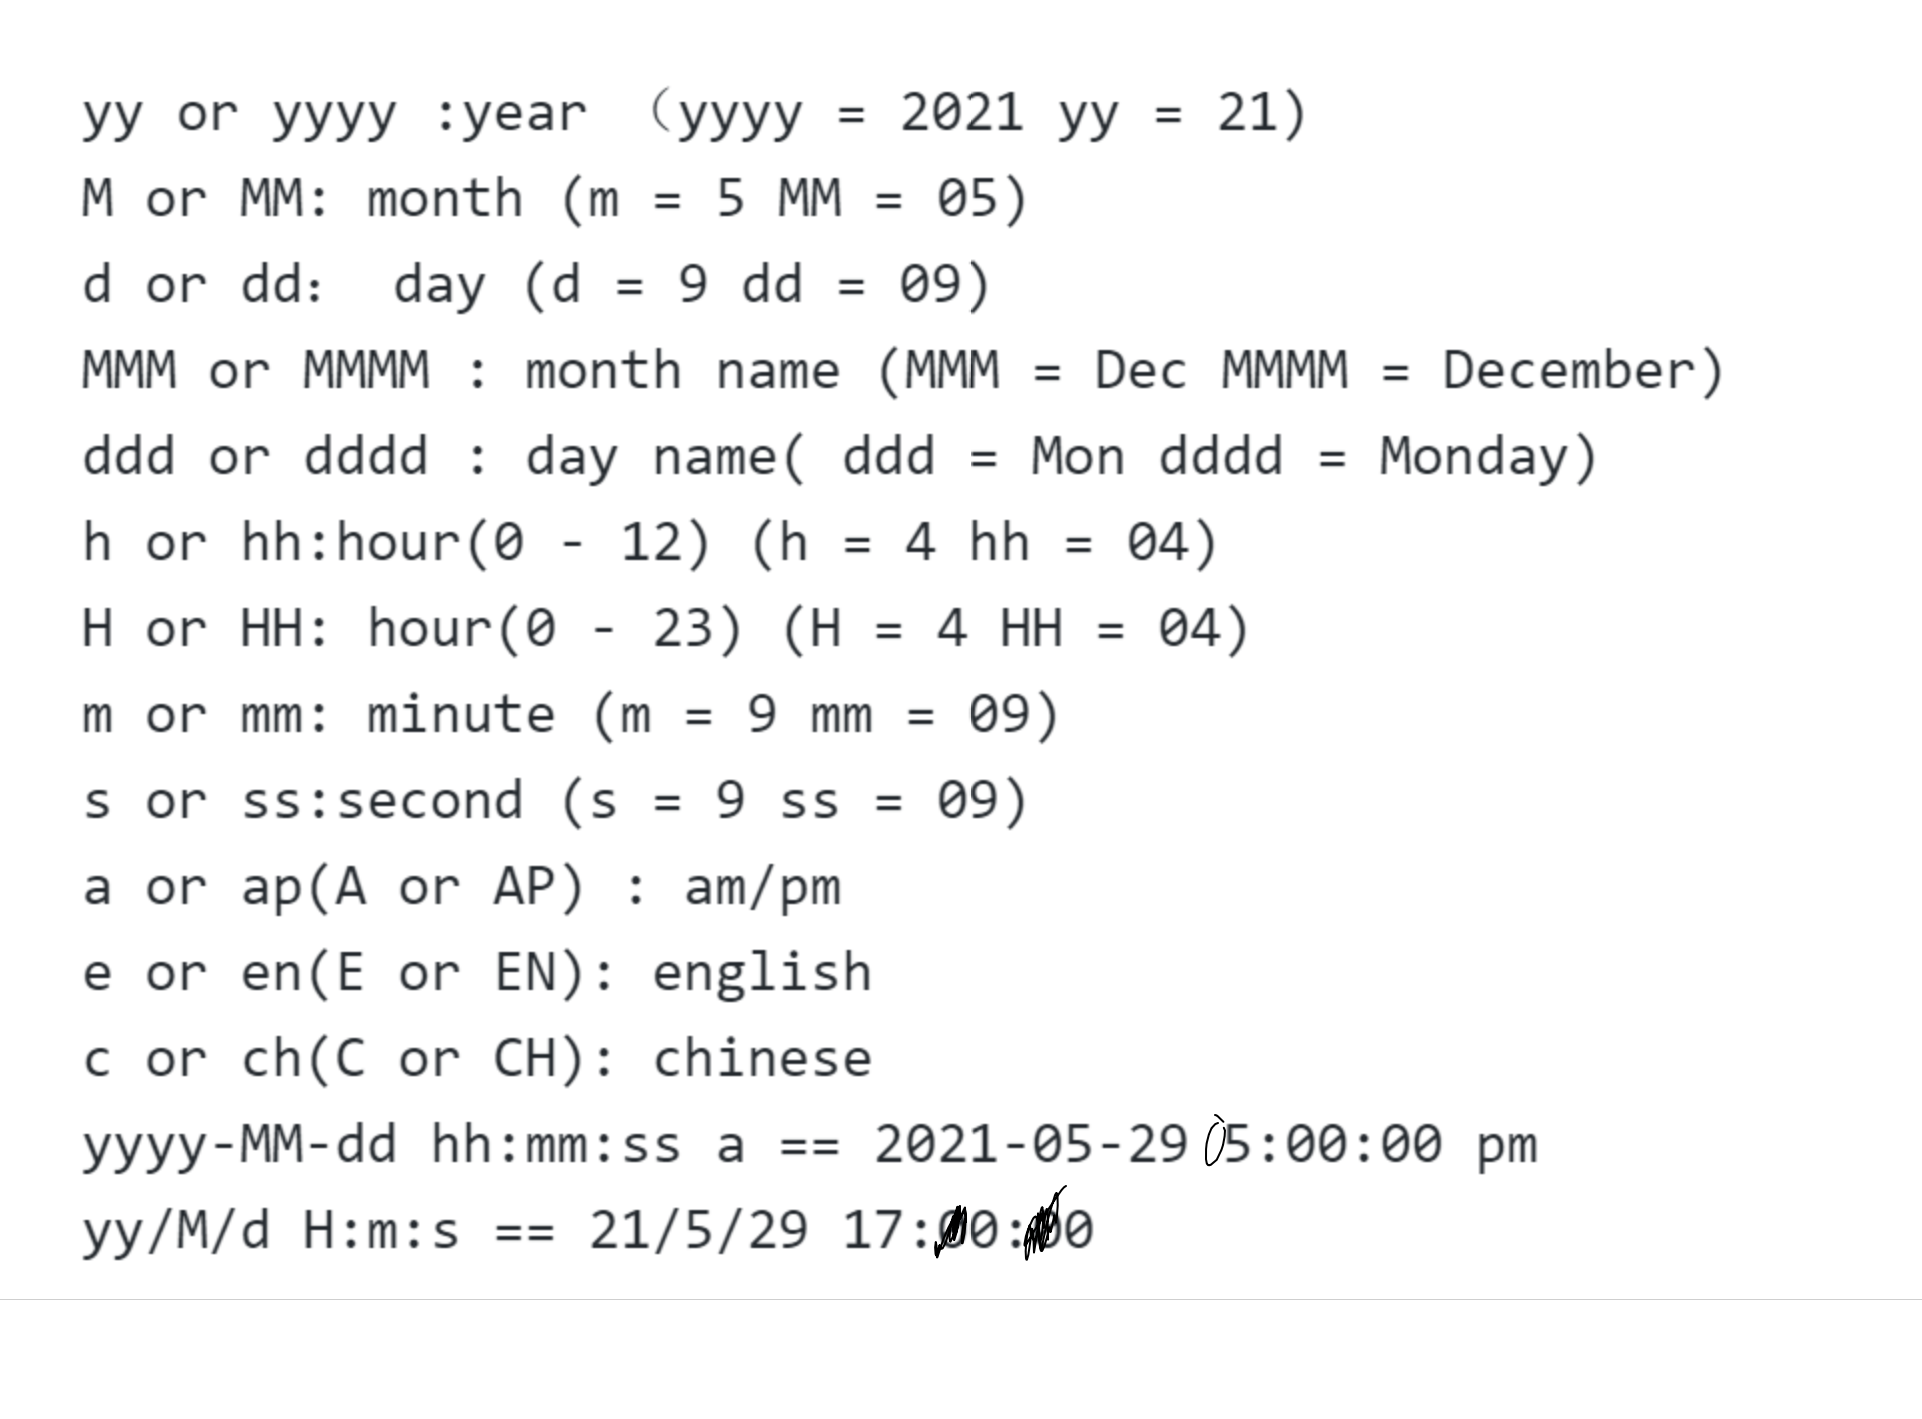 yy or yyyy :year （yyyy = 2021 yy = 21)
M or MM: month (m = 5 MM = 05)
d or dd:  day (d = 9 dd = 09)
MMM or MMMM : month name (MMM = Dec MMMM = December)
ddd or dddd : day name( ddd = Mon dddd = Monday)
h or hh:hour(0 - 12) (h = 4 hh = 04)
H or HH: hour(0 - 23) (H = 4 HH = 04)
m or mm: minute (m = 9 mm = 09)
s or ss:second (s = 9 ss = 09)
a or ap(A or AP) : am/pm
e or en(E or EN): english
c or ch(C or CH): chinese
yyyy-MM-dd hh:mm:ss a == 2021-05-29 05:00:00 pm
yy/M/d H:m:s == 21/5/29 17:0:0